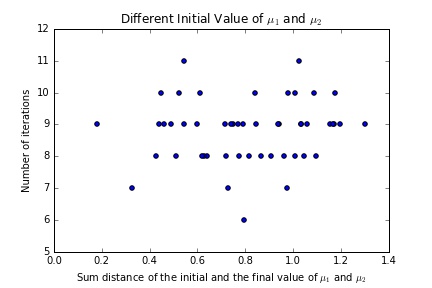 Different Initial Value of μ₁ and μ₂
12
11
10
9
8
7
6
5
Number of iterations
0.0 0.2 0.4 0.6 0.8 1.0 1.2 1.4
Sum distance of the initial and the final value of μ₁ and μ₂